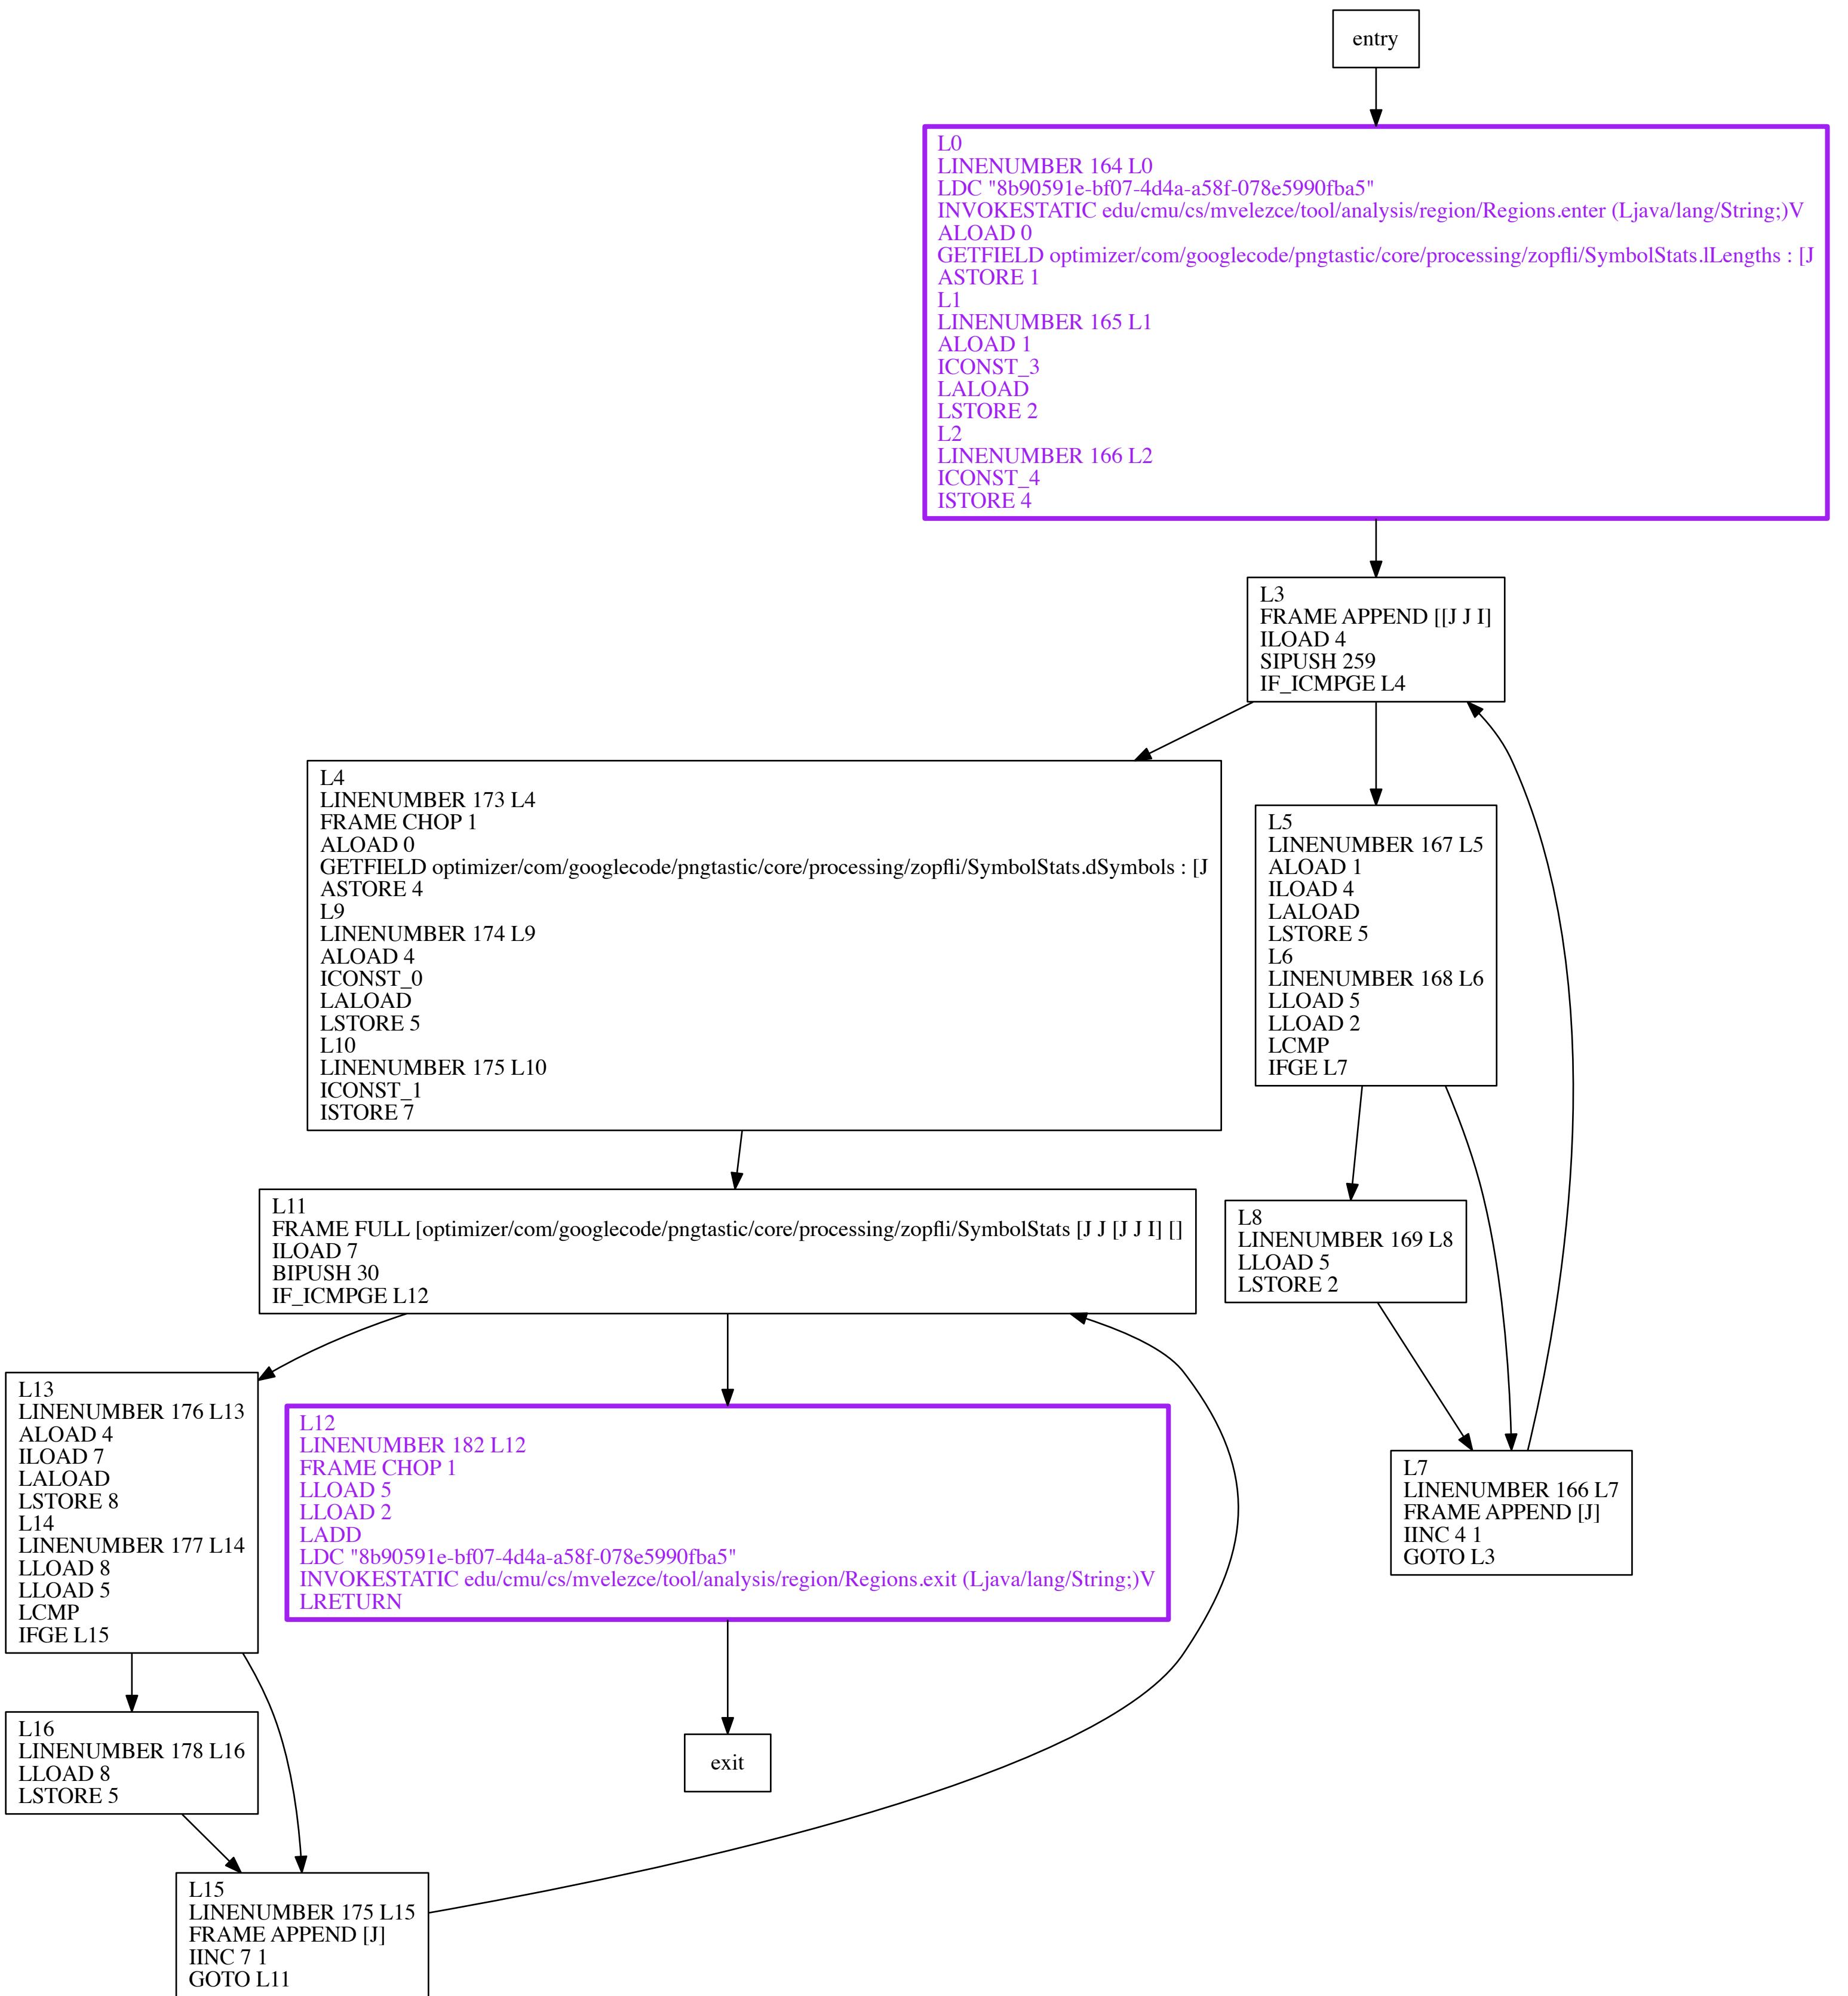 entry
L0
LINENUMBER 164 L0
LDC "8b90591e-bf07-4d4a-a58f-078e5990fba5"
INVOKESTATIC edu/cmu/cs/mvelezce/tool/analysis/region/Regions.enter (Ljava/lang/String;)V
ALOAD 0
GETFIELD optimizer/com/googlecode/pngtastic/core/processing/zopfli/SymbolStats.lLengths : [J
ASTORE 1
L1
LINENUMBER 165 L1
ALOAD 1
ICONST_3
LALOAD
LSTORE 2
L2
LINENUMBER 166 L2
ICONST_4
ISTORE 4
L3
FRAME APPEND [[J J I]
ILOAD 4
SIPUSH 259
IF_ICMPGE L4
L4
LINENUMBER 173 L4
FRAME CHOP 1
ALOAD 0
GETFIELD optimizer/com/googlecode/pngtastic/core/processing/zopfli/SymbolStats.dSymbols : [J
ASTORE 4
L9
LINENUMBER 174 L9
ALOAD 4
ICONST_0
LALOAD
LSTORE 5
L10
LINENUMBER 175 L10
ICONST_1
ISTORE 7
L5
LINENUMBER 167 L5
ALOAD 1
ILOAD 4
LALOAD
LSTORE 5
L6
LINENUMBER 168 L6
LLOAD 5
LLOAD 2
LCMP
IFGE L7
L11
FRAME FULL [optimizer/com/googlecode/pngtastic/core/processing/zopfli/SymbolStats [J J [J J I] []
ILOAD 7
BIPUSH 30
IF_ICMPGE L12
L8
LINENUMBER 169 L8
LLOAD 5
LSTORE 2
L13
LINENUMBER 176 L13
ALOAD 4
ILOAD 7
LALOAD
LSTORE 8
L14
LINENUMBER 177 L14
LLOAD 8
LLOAD 5
LCMP
IFGE L15
L12
LINENUMBER 182 L12
FRAME CHOP 1
LLOAD 5
LLOAD 2
LADD
LDC "8b90591e-bf07-4d4a-a58f-078e5990fba5"
INVOKESTATIC edu/cmu/cs/mvelezce/tool/analysis/region/Regions.exit (Ljava/lang/String;)V
LRETURN
L7
LINENUMBER 166 L7
FRAME APPEND [J]
IINC 4 1
GOTO L3
L16
LINENUMBER 178 L16
LLOAD 8
LSTORE 5
exit
L15
LINENUMBER 175 L15
FRAME APPEND [J]
IINC 7 1
GOTO L11